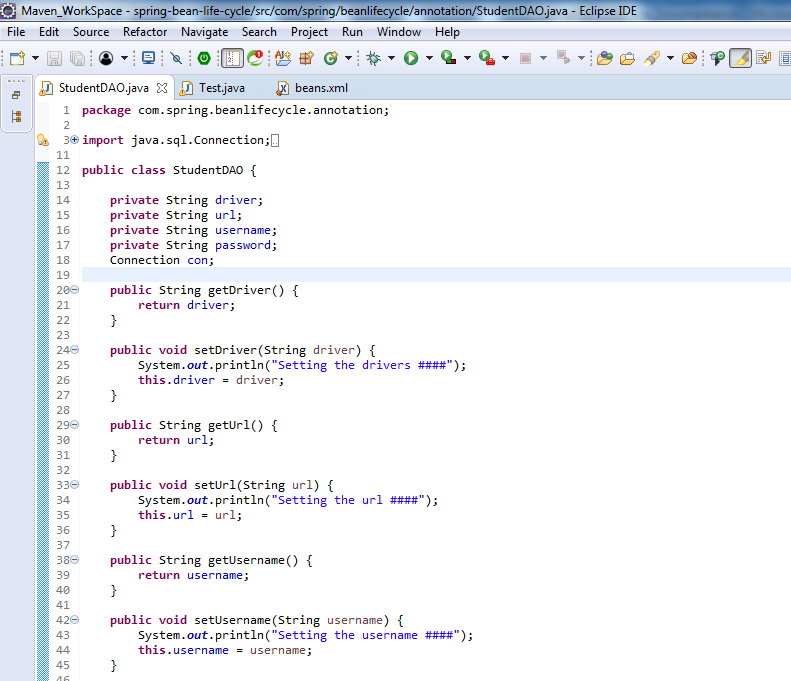 Maven_WorkSpace - spring-bean-life-cycle/src/com/spring/beanlifecycle/annotation/StudentDAO.java - Eclipse IDE
File Edit Source Refactor Navigate Search Project Run Window Help
StudentDAO.java Test.java beans.xml
1 package com.spring.beanlifecycle.annotation;
2
3 import java.sql.Connection;
11
12 public class StudentDAO {
13
14 private String driver;
15 private String url;
16 private String username;
17 private String password;
18 Connection con;
19
20 public String getDriver() {
21 return driver;
22 }
23
24 public void setDriver(String driver) {
25 System.out.println("Setting the drivers ####");
26 this.driver = driver;
27 }
28
29 public String getUrl() {
30 return url;
31 }
32
33 public void setUrl(String url) {
34 System.out.println("Setting the url ####");
35 this.url = url;
36 }
37
38 public String getUsername() {
39 return username;
40 }
41
42 public void setUsername(String username) {
43 System.out.println("Setting the username ####");
44 this.username = username;
45 }
46